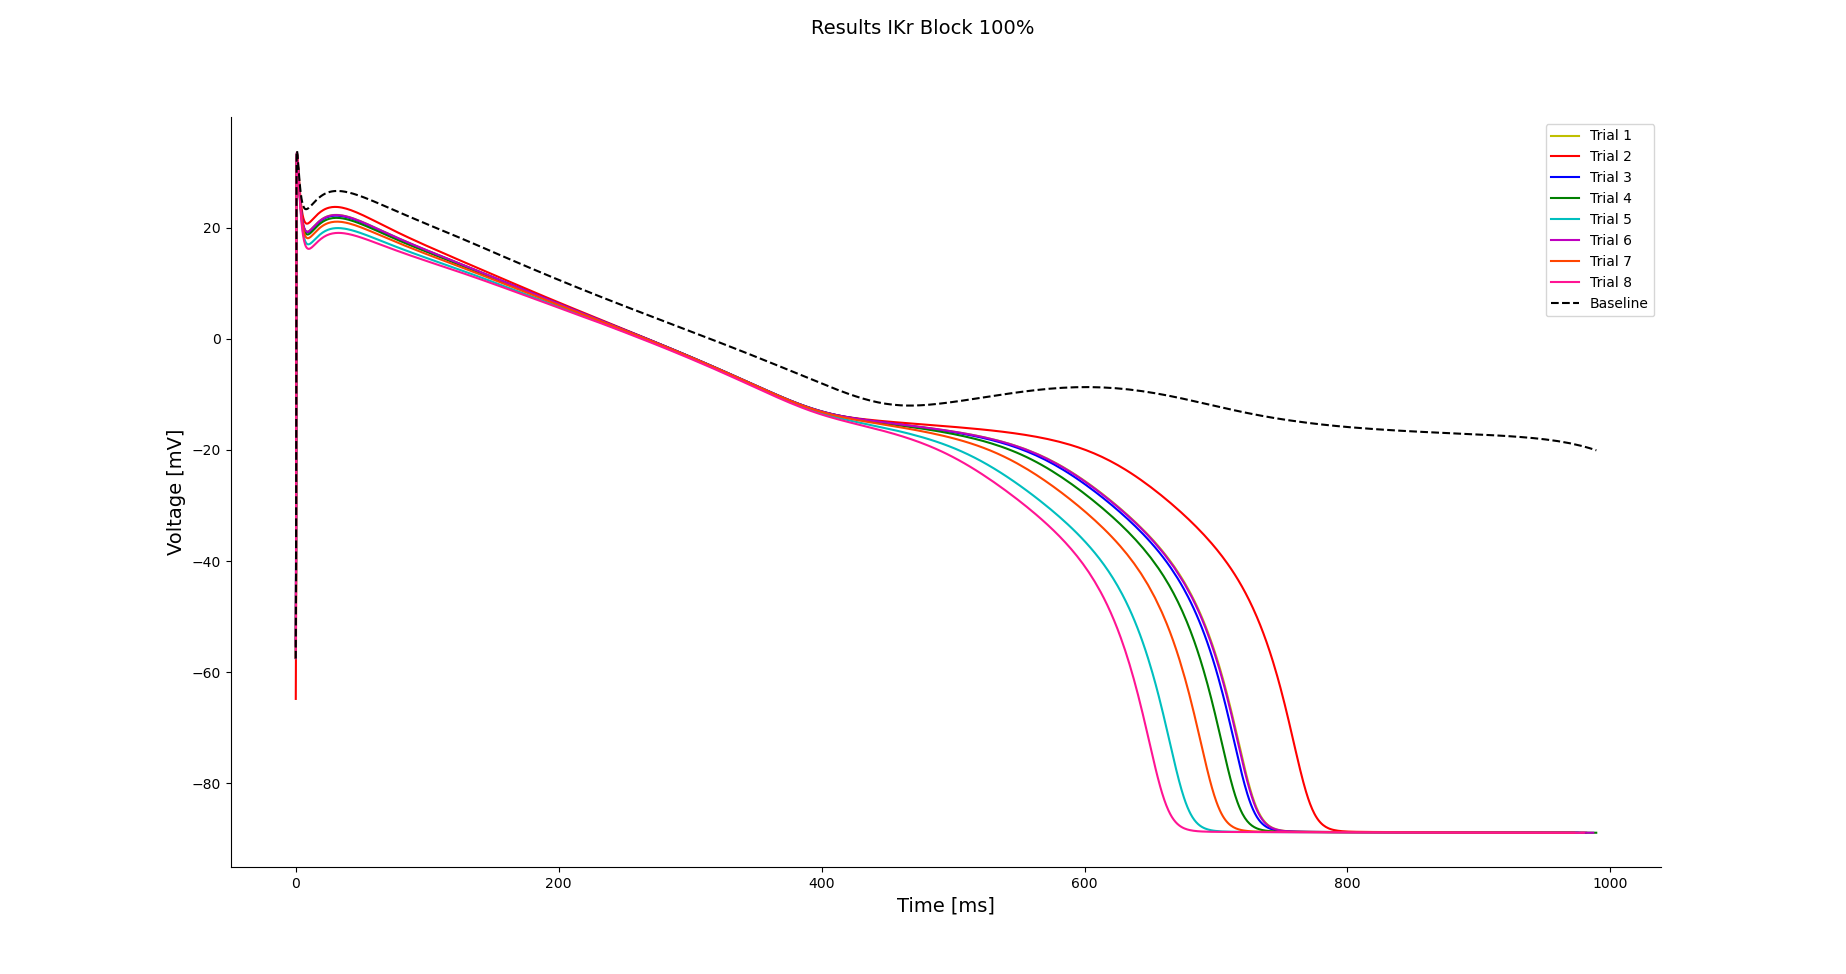 Results IKr Block 100%
Trial 1
Trial 2
Trial 3
Trial 4
Trial 5
Trial 6
Trial 7
Trial 8
Baseline
Voltage [mV]
20
0
−20
−40
−60
−80
0 200 400 600 800 1000
Time [ms]